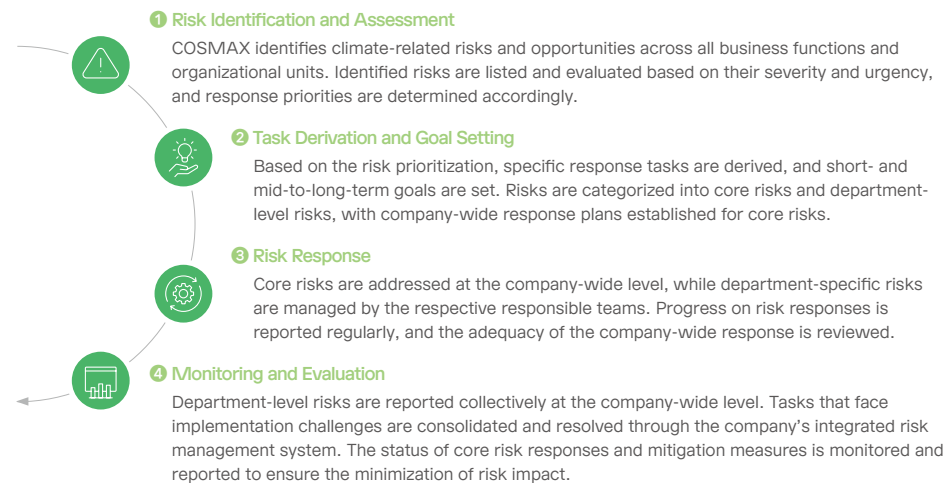 ❶ Risk Identification and Assessment
COSMAX identifies climate-related risks and opportunities across all business functions and
organizational units. Identified risks are listed and evaluated based on their severity and urgency,
and response priorities are determined accordingly.
❷ Task Derivation and Goal Setting
Based on the risk prioritization, specific response tasks are derived, and short- and
mid-to-long-term goals are set. Risks are categorized into core risks and department-
level risks, with company-wide response plans established for core risks.
❸ Risk Response
Core risks are addressed at the company-wide level, while department-specific risks
are managed by the respective responsible teams. Progress on risk responses is
reported regularly, and the adequacy of the company-wide response is reviewed.
❹ Monitoring and Evaluation
Department-level risks are reported collectively at the company-wide level. Tasks that face
implementation challenges are consolidated and resolved through the company's integrated risk
management system. The status of core risk responses and mitigation measures is monitored and
reported to ensure the minimization of risk impact.